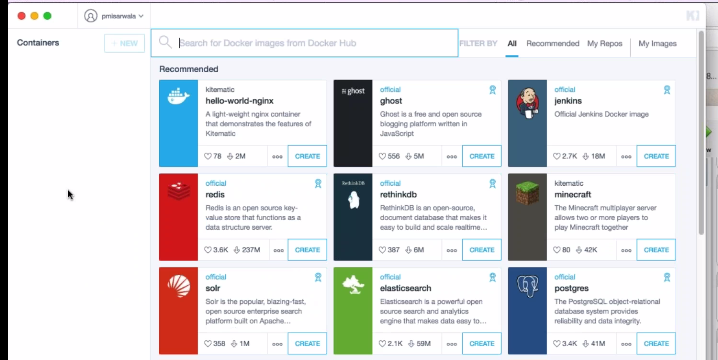 pmisarwala
Containers
+ NEW
Search for Docker images from Docker Hub
FILTER BY
All
Recommended
My Repos
My Images
Recommended
kitematic
hello-world-nginx
A light-weight nginx container
that demonstrates the features of
Kitematic
78
2M
CREATE
ghost
official
ghost
Ghost is a free and open source
blogging platform written in
JavaScript
556
5M
CREATE
official
jenkins
Official Jenkins Docker image
2.7K
18M
CREATE
official
redis
Redis is an open source key-
value store that functions as a
data structure server.
3.6K
237M
CREATE
RethinkDB
official
rethinkdb
RethinkDB is an open-source,
document database that makes it
easy to build and scale realtime...
387
6M
CREATE
kitematic
minecraft
The Minecraft multiplayer server
allows two or more players to
play Minecraft together
80
42K
CREATE
official
solr
Solr is the popular, blazing-fast,
open source enterprise search
platform built on Apache...
358
1M
CREATE
official
elasticsearch
Elasticsearch is a powerful open
source search and analytics
engine that makes data easy to...
2.1K
59M
CREATE
official
postgres
The PostgreSQL object-relational
database system provides
reliability and data integrity.
3.4K
41M
CREATE